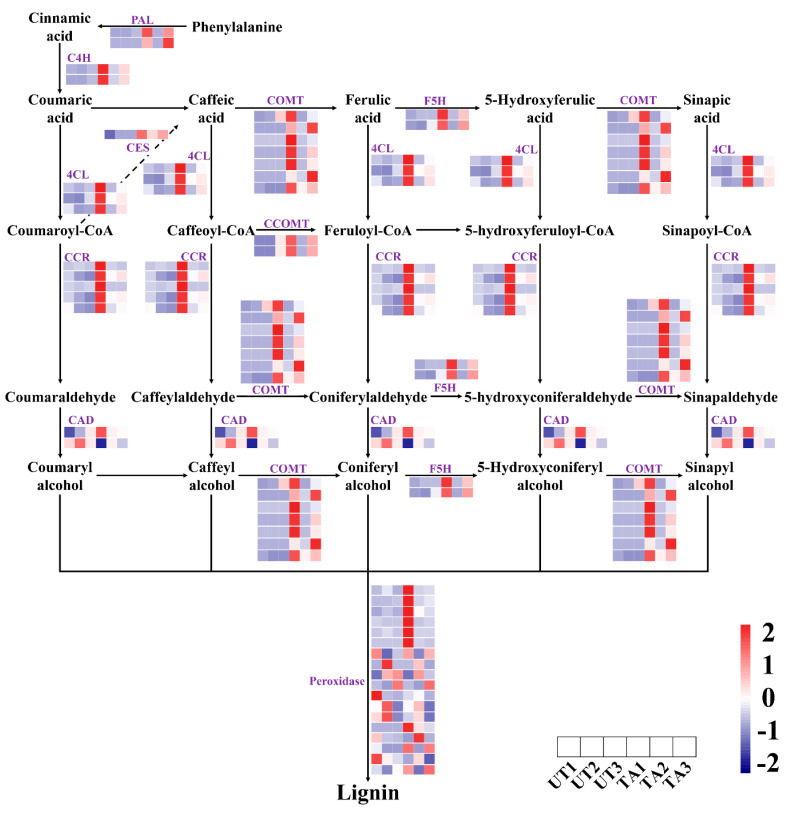 Cinnamic
acid
PAL
Phenylalanine
C4H
Coumaric
acid
Caffeic
acid
COMT
Ferulic
acid
F5H
5-Hydroxyferulic
acid
COMT
Sinapic
acid
CES
4CL
4CL
4CL
4CL
4CL
Coumaroyl-CoA
Caffeoyl-CoA
CCOMT
Feruloyl-CoA
5-hydroxyferuloyl-CoA
Sinapoyl-CoA
CCR
CCR
CCR
CCR
CCR
Coumaraldehyde
Caffeylaldehyde
COMT
Coniferylaldehyde
F5H
5-hydroxyconiferaldehyde
COMT
Sinapaldehyde
CAD
CAD
CAD
CAD
CAD
Coumaryl
alcohol
Caffeyl
alcohol
COMT
Coniferyl
alcohol
F5H
5-Hydroxyconiferyl
alcohol
COMT
Sinapyl
alcohol
Peroxidase
Lignin
2
1
0
-1
-2
UT1
UT2
UT3
TA1
TA2
TA3